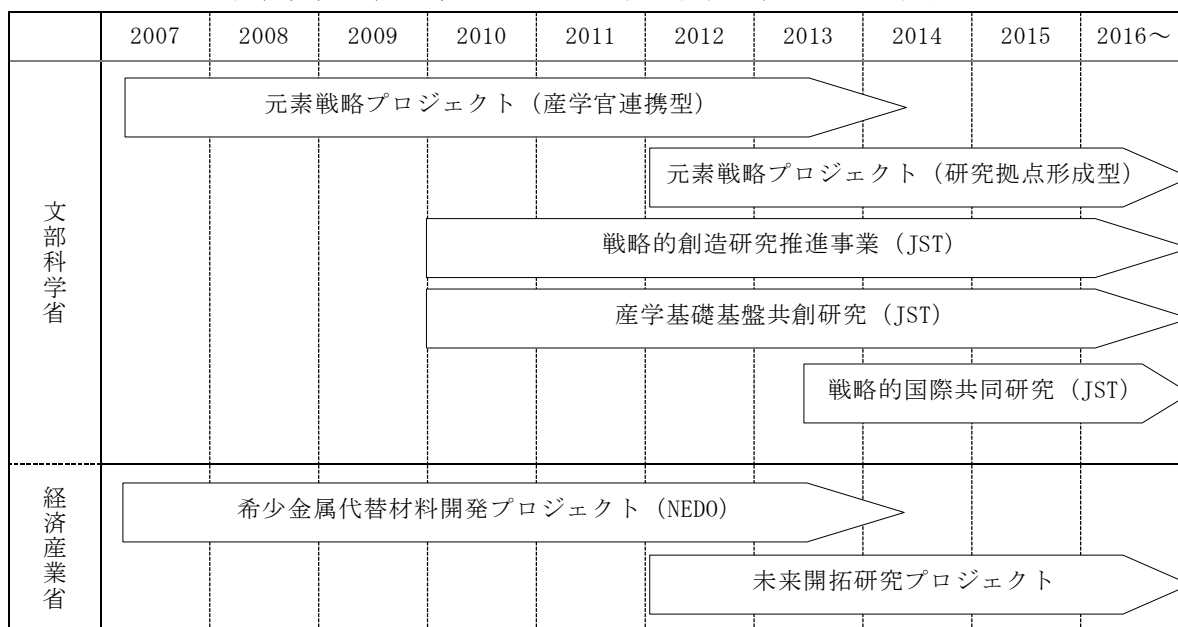 2007 2008 2009 2010 2011 2012 2013 2014 2015 2016～
文部科学省
元素戦略プロジェクト（産学官連携型）
元素戦略プロジェクト（研究拠点形成型）
戦略的創造研究推進事業（JST）
産学基礎基盤共創研究（JST）
戦略的国際共同研究（JST）
経済産業省
希少金属代替材料開発プロジェクト（NEDO）
未来開拓研究プロジェクト